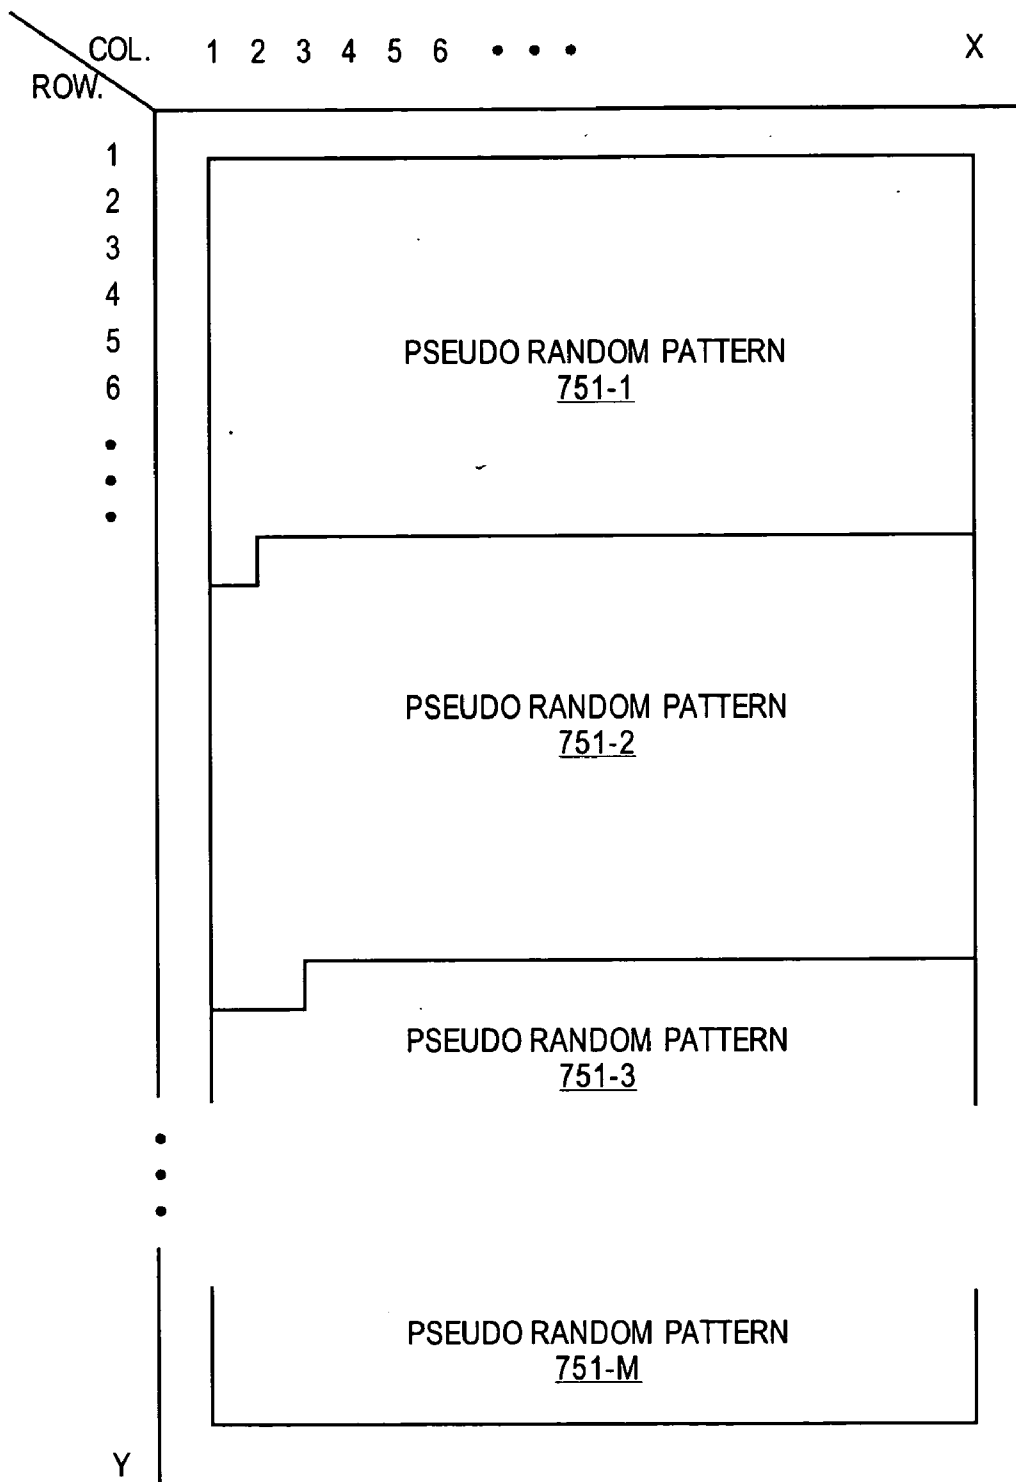 COL. 1 2 3 4 5 6 • • • X
ROW.
1
2
3
4
5
6
•
•
•
PSEUDO RANDOM PATTERN
751-1
PSEUDO RANDOM PATTERN
751-2
PSEUDO RANDOM PATTERN
751-3
•
•
•
PSEUDO RANDOM PATTERN
751-M
Y